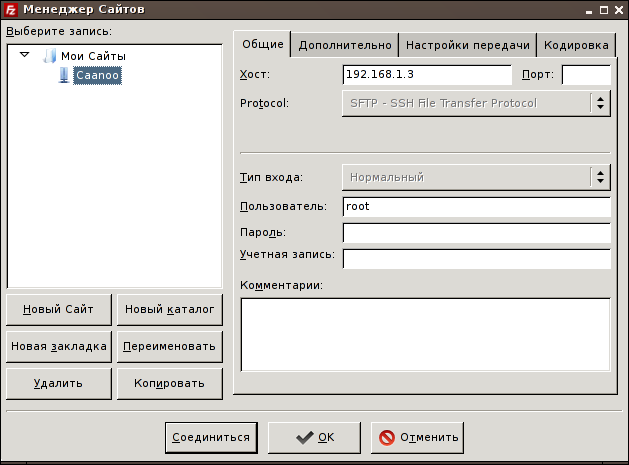 Fz Менеджер Сайтов
Выберите запись:
Мои Сайты
Caanoo
Новый Сайт
Новый каталог
Новая закладка
Переименовать
Удалить
Копировать
Общие
Дополнительно
Настройки передачи
Кодировка
Хост: 192.168.1.3 Порт:
Protocol: SFTP - SSH File Transfer Protocol
Тип входа: Нормальный
Пользователь: root
Пароль:
Учетная запись:
Комментарии:
Соединиться
OK
Отменить